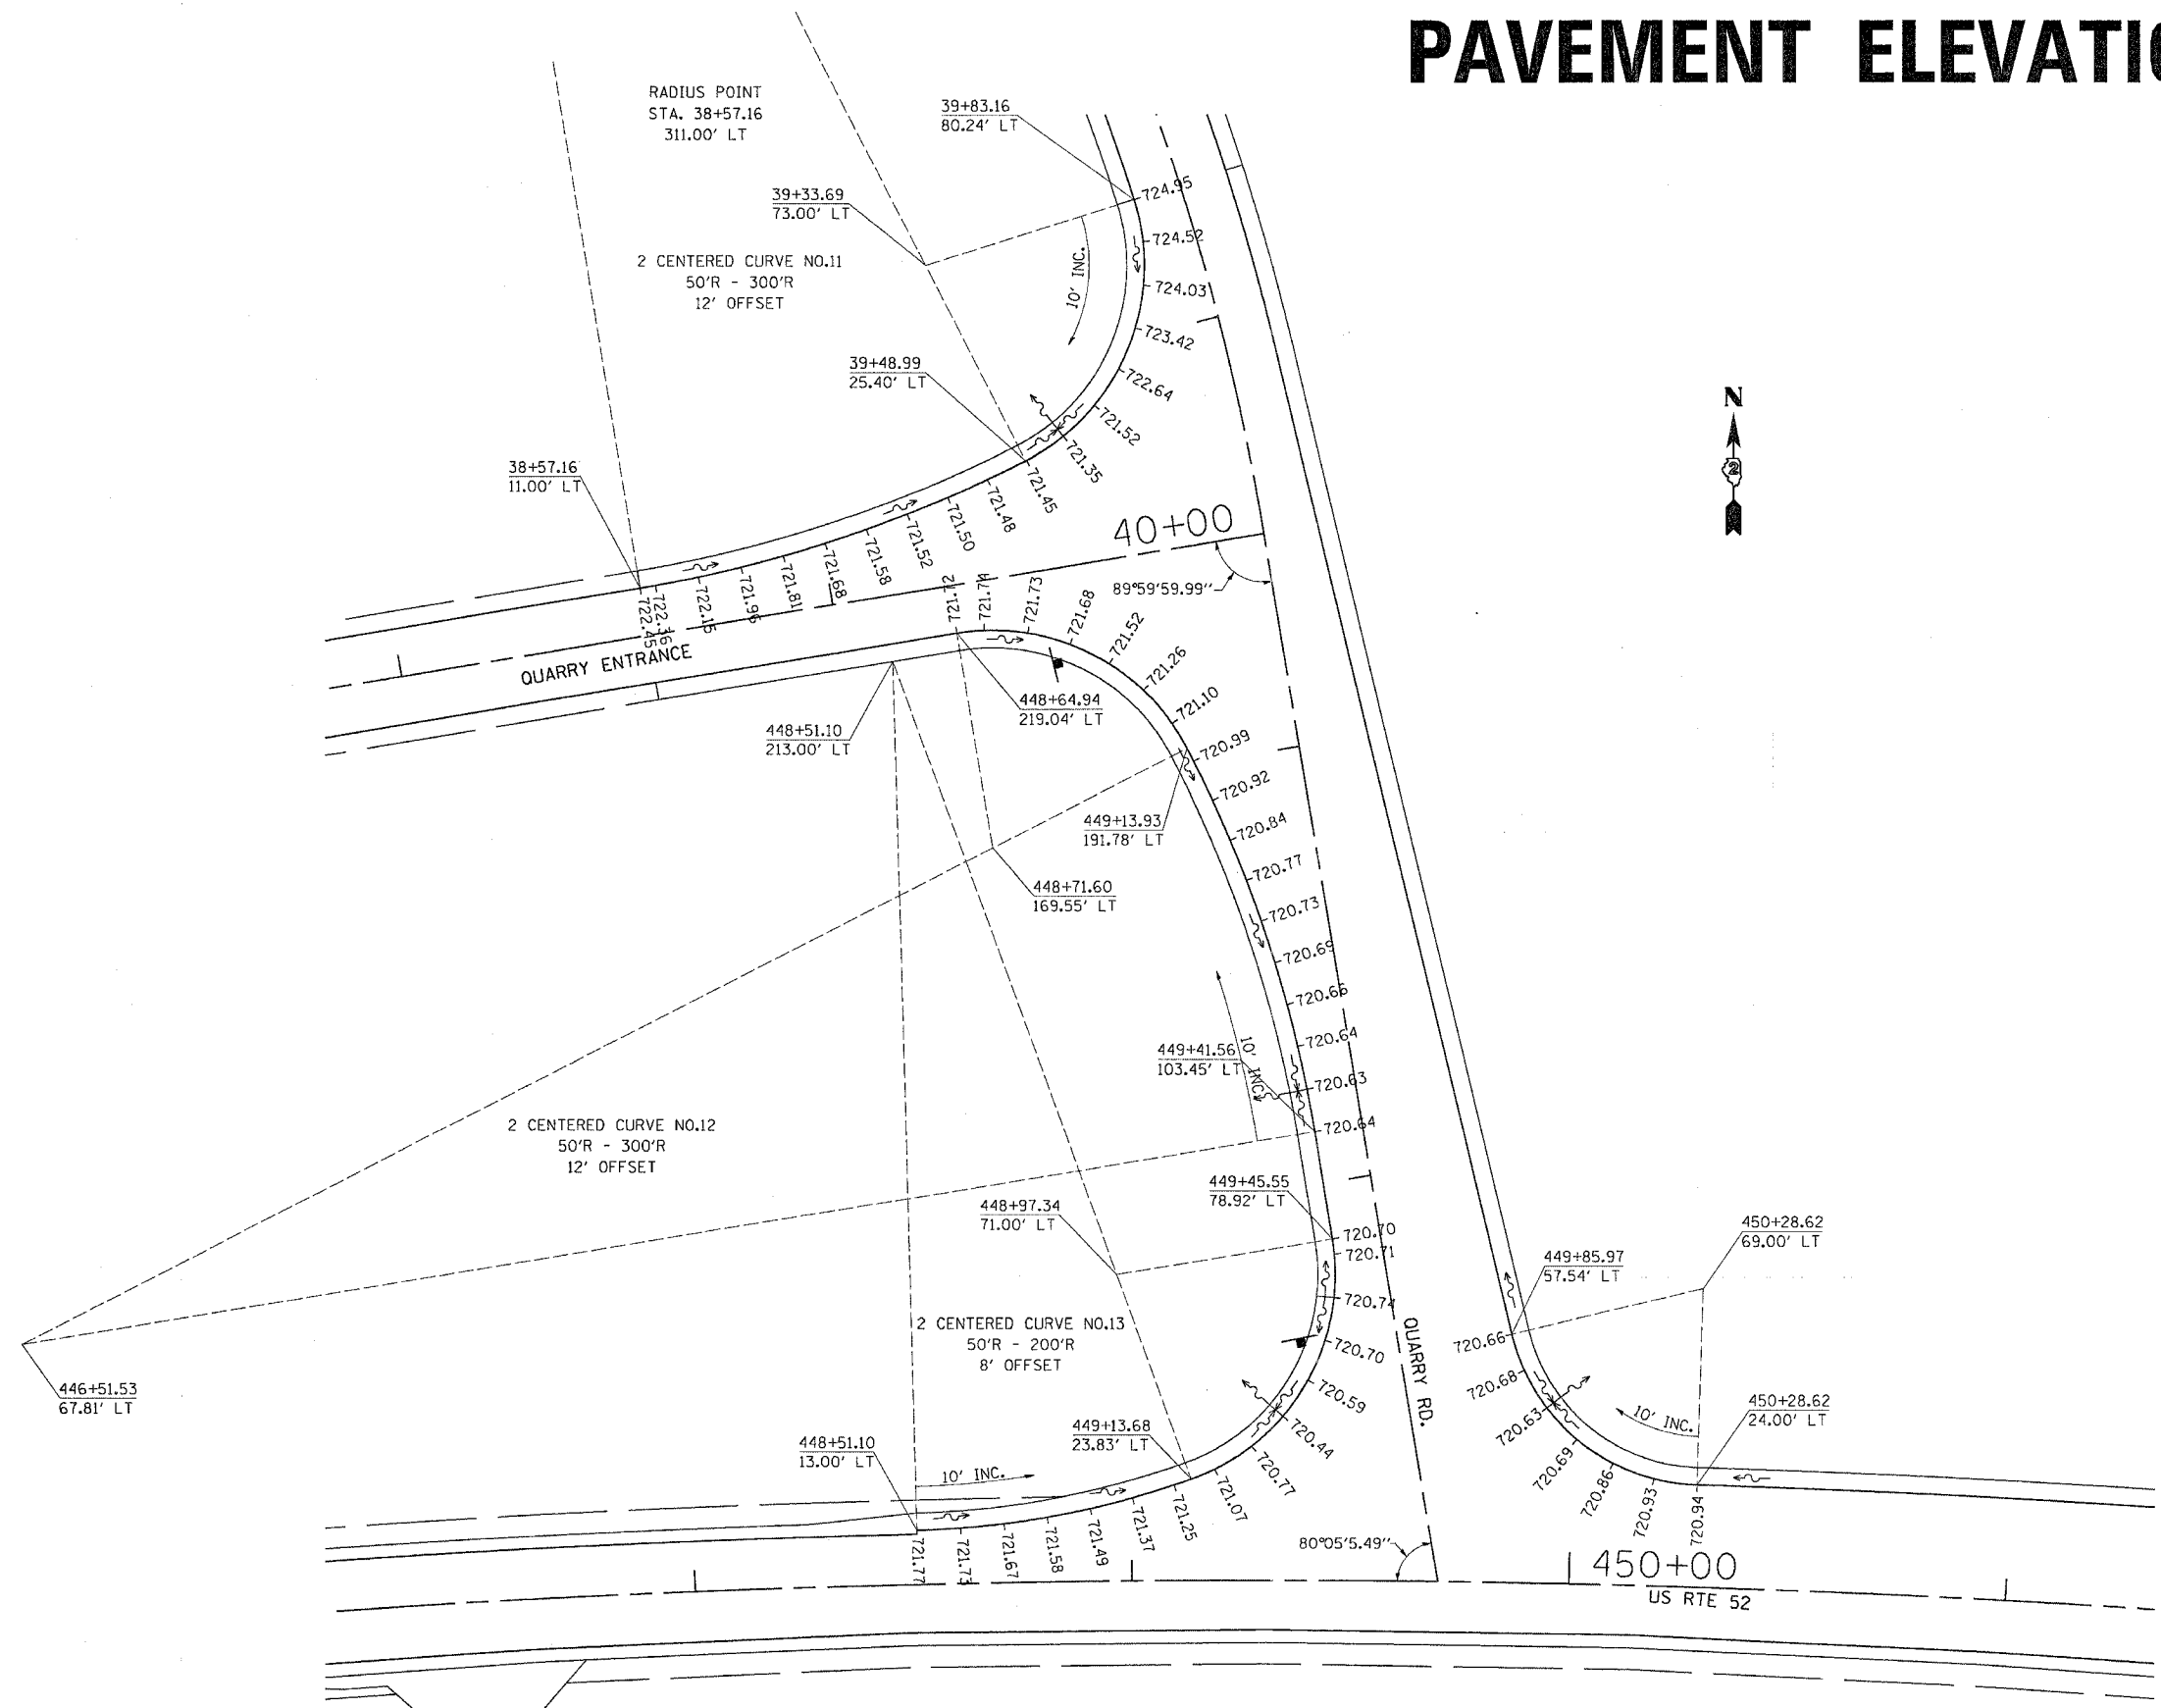 PAVEMENT ELEVATIO
RADIUS POINT
STA. 38+57.16
311.00' LT
39+83.16
80.24' LT
39+33.69
73.00' LT
2 CENTERED CURVE NO.11
50'R - 300'R
12' OFFSET
10' INC.
724.95
724.52
724.03
723.42
722.64
721.52
721.35
721.45
721.48
721.50
721.52
721.58
721.68
721.81
721.96
722.15
722.36
722.45
39+48.99
25.40' LT
38+57.16
11.00' LT
N
2
40+00
89°59'59.99"
QUARRY ENTRANCE
721.72
721.74
721.73
721.68
721.52
721.26
721.10
720.99
720.92
720.84
720.77
720.73
720.69
720.66
720.64
720.63
720.64
448+64.94
219.04' LT
448+51.10
213.00' LT
449+13.93
191.78' LT
448+71.60
169.55' LT
10' INC.
449+41.56
103.45' LT
2 CENTERED CURVE NO.12
50'R - 300'R
12' OFFSET
449+45.55
78.92' LT
448+97.34
71.00' LT
446+51.53
67.81' LT
2 CENTERED CURVE NO.13
50'R - 200'R
8' OFFSET
720.70
720.71
720.74
720.70
720.59
720.44
720.77
721.07
721.25
721.37
721.49
721.58
721.67
721.73
721.77
449+13.68
23.83' LT
448+51.10
13.00' LT
10' INC.
QUARRY RD.
80°05'5.49"
450+28.62
69.00' LT
449+85.97
57.54' LT
450+28.62
24.00' LT
10' INC.
720.66
720.68
720.63
720.69
720.86
720.93
720.94
450+00
US RTE 52